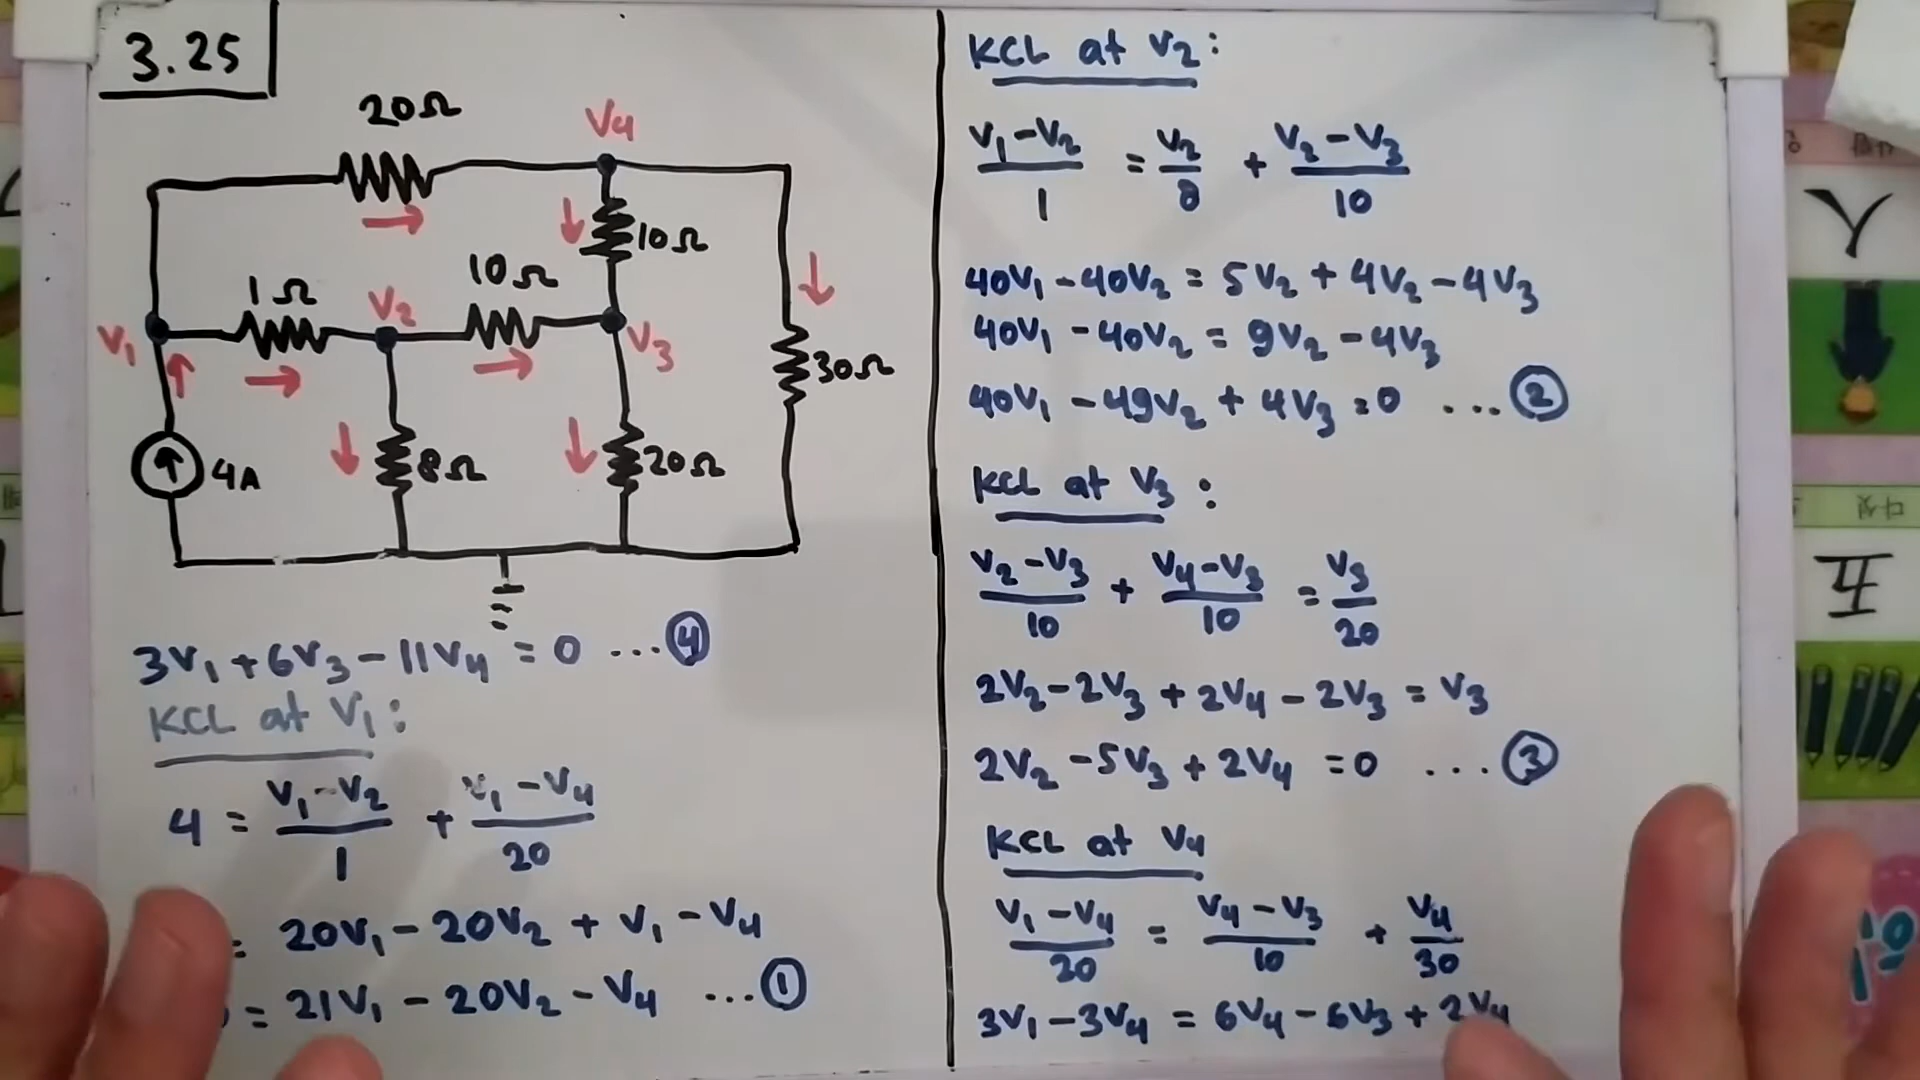 3.25
20Ω
V4
10Ω
10Ω
1Ω
V2
V1
V3
30Ω
4A
8Ω
20Ω
3V1 + 6V3 - 11V4 = 0 ...④
KCL at V1:
4 = (V1 - V2)/1 + (V1 - V4)/20
= 20V1 - 20V2 + V1 - V4
= 21V1 - 20V2 - V4 ...①
KCL at V2:
(V1 - V2)/1 = V2/8 + (V2 - V3)/10
40V1 - 40V2 = 5V2 + 4V2 - 4V3
40V1 - 40V2 = 9V2 - 4V3
40V1 - 49V2 + 4V3 = 0 ...②
KCL at V3:
(V2 - V3)/10 + (V4 - V3)/10 = V3/20
2V2 - 2V3 + 2V4 - 2V3 = V3
2V2 - 5V3 + 2V4 = 0 ...③
KCL at V4
(V1 - V4)/20 = (V4 - V3)/10 + V4/30
3V1 - 3V4 = 6V4 - 6V3 + 2V4